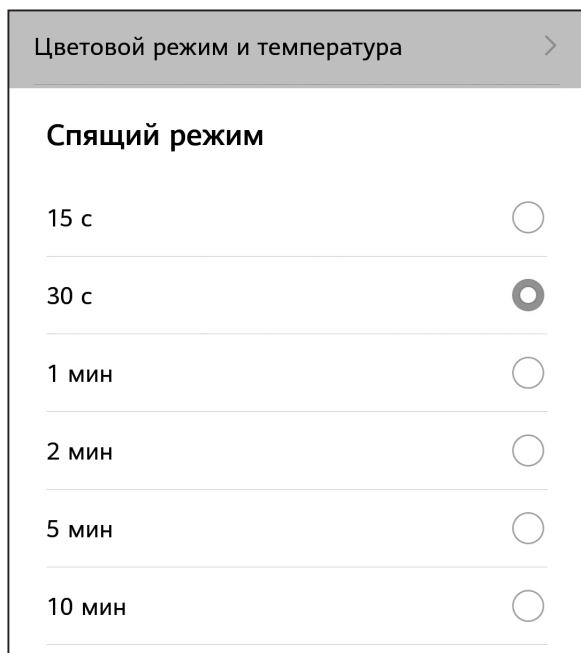 Цветовой режим и температура
Спящий режим
15 с
30 с
1 мин
2 мин
5 мин
10 мин